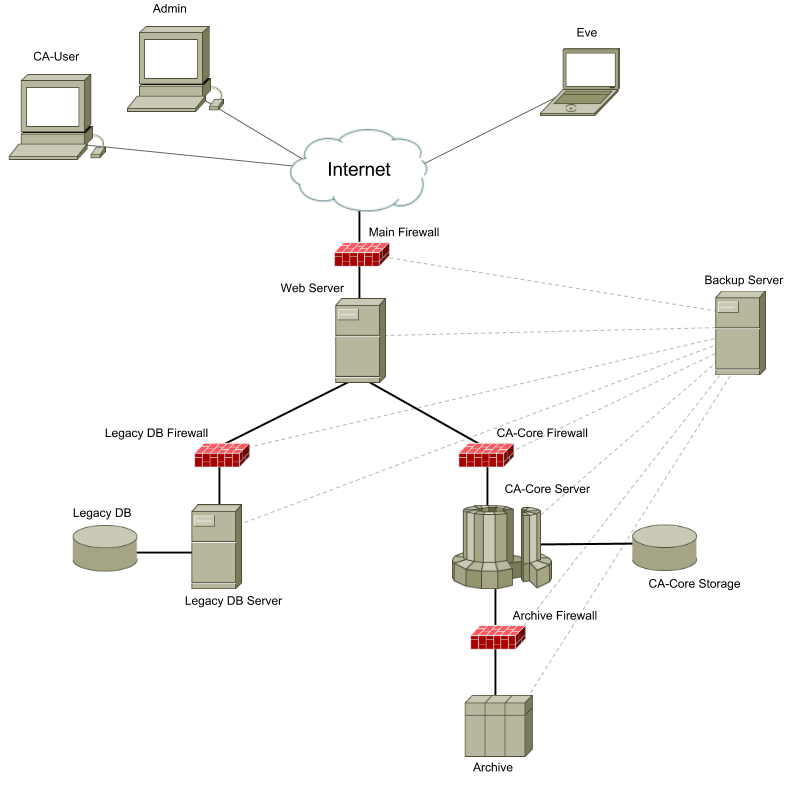 Admin
Eve
CA-User
Internet
Main Firewall
Backup Server
Web Server
Legacy DB Firewall
CA-Core Firewall
CA-Core Server
Legacy DB
CA-Core Storage
Legacy DB Server
Archive Firewall
Archive